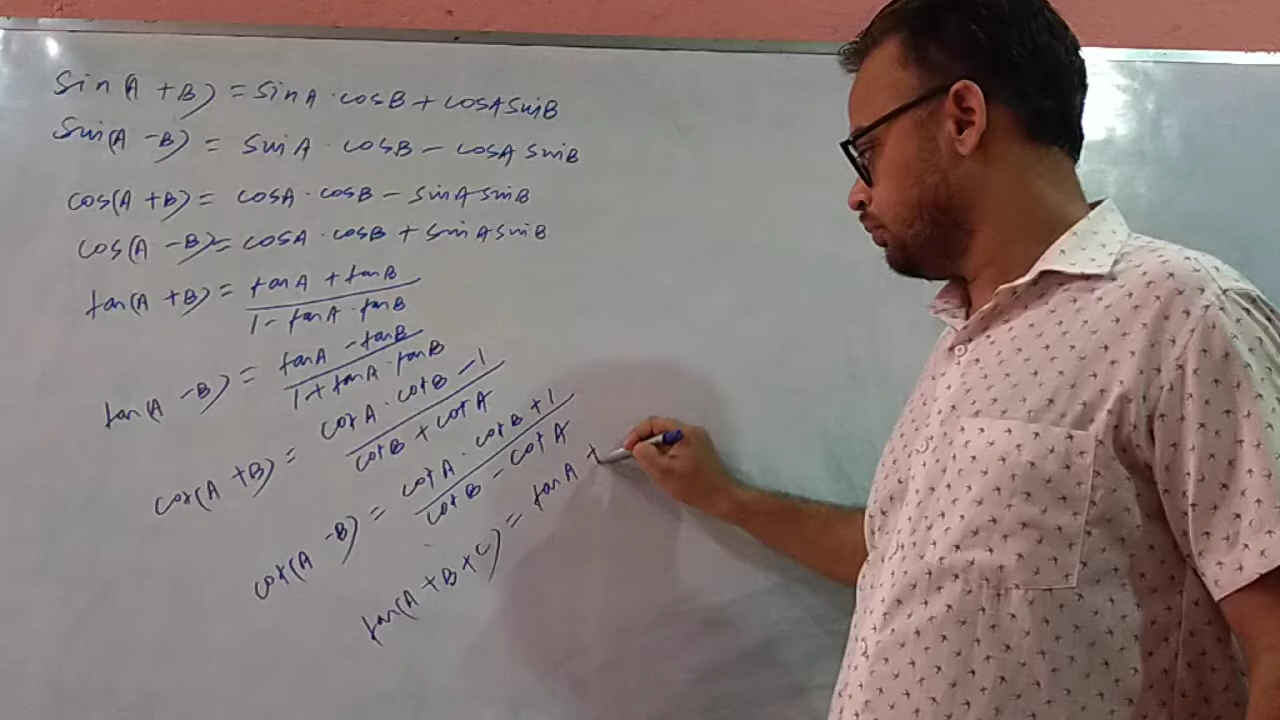 sin(A + B) = sinA · cosB + cosA sinB
sin(A - B) = sinA · cosB - cosA sinB
cos(A + B) = cosA · cosB - sinA sinB
cos(A - B) = cosA · cosB + sinA sinB
tan(A + B) = tanA + tanB / 1 - tanA · tanB
tan(A - B) = tanA - tanB / 1 + tanA · tanB
cot(A + B) = cotA · cotB - 1 / cotB + cotA
cot(A - B) = cotA · cotB + 1 / cotB - cotA
tan(A + B + C) = tanA +